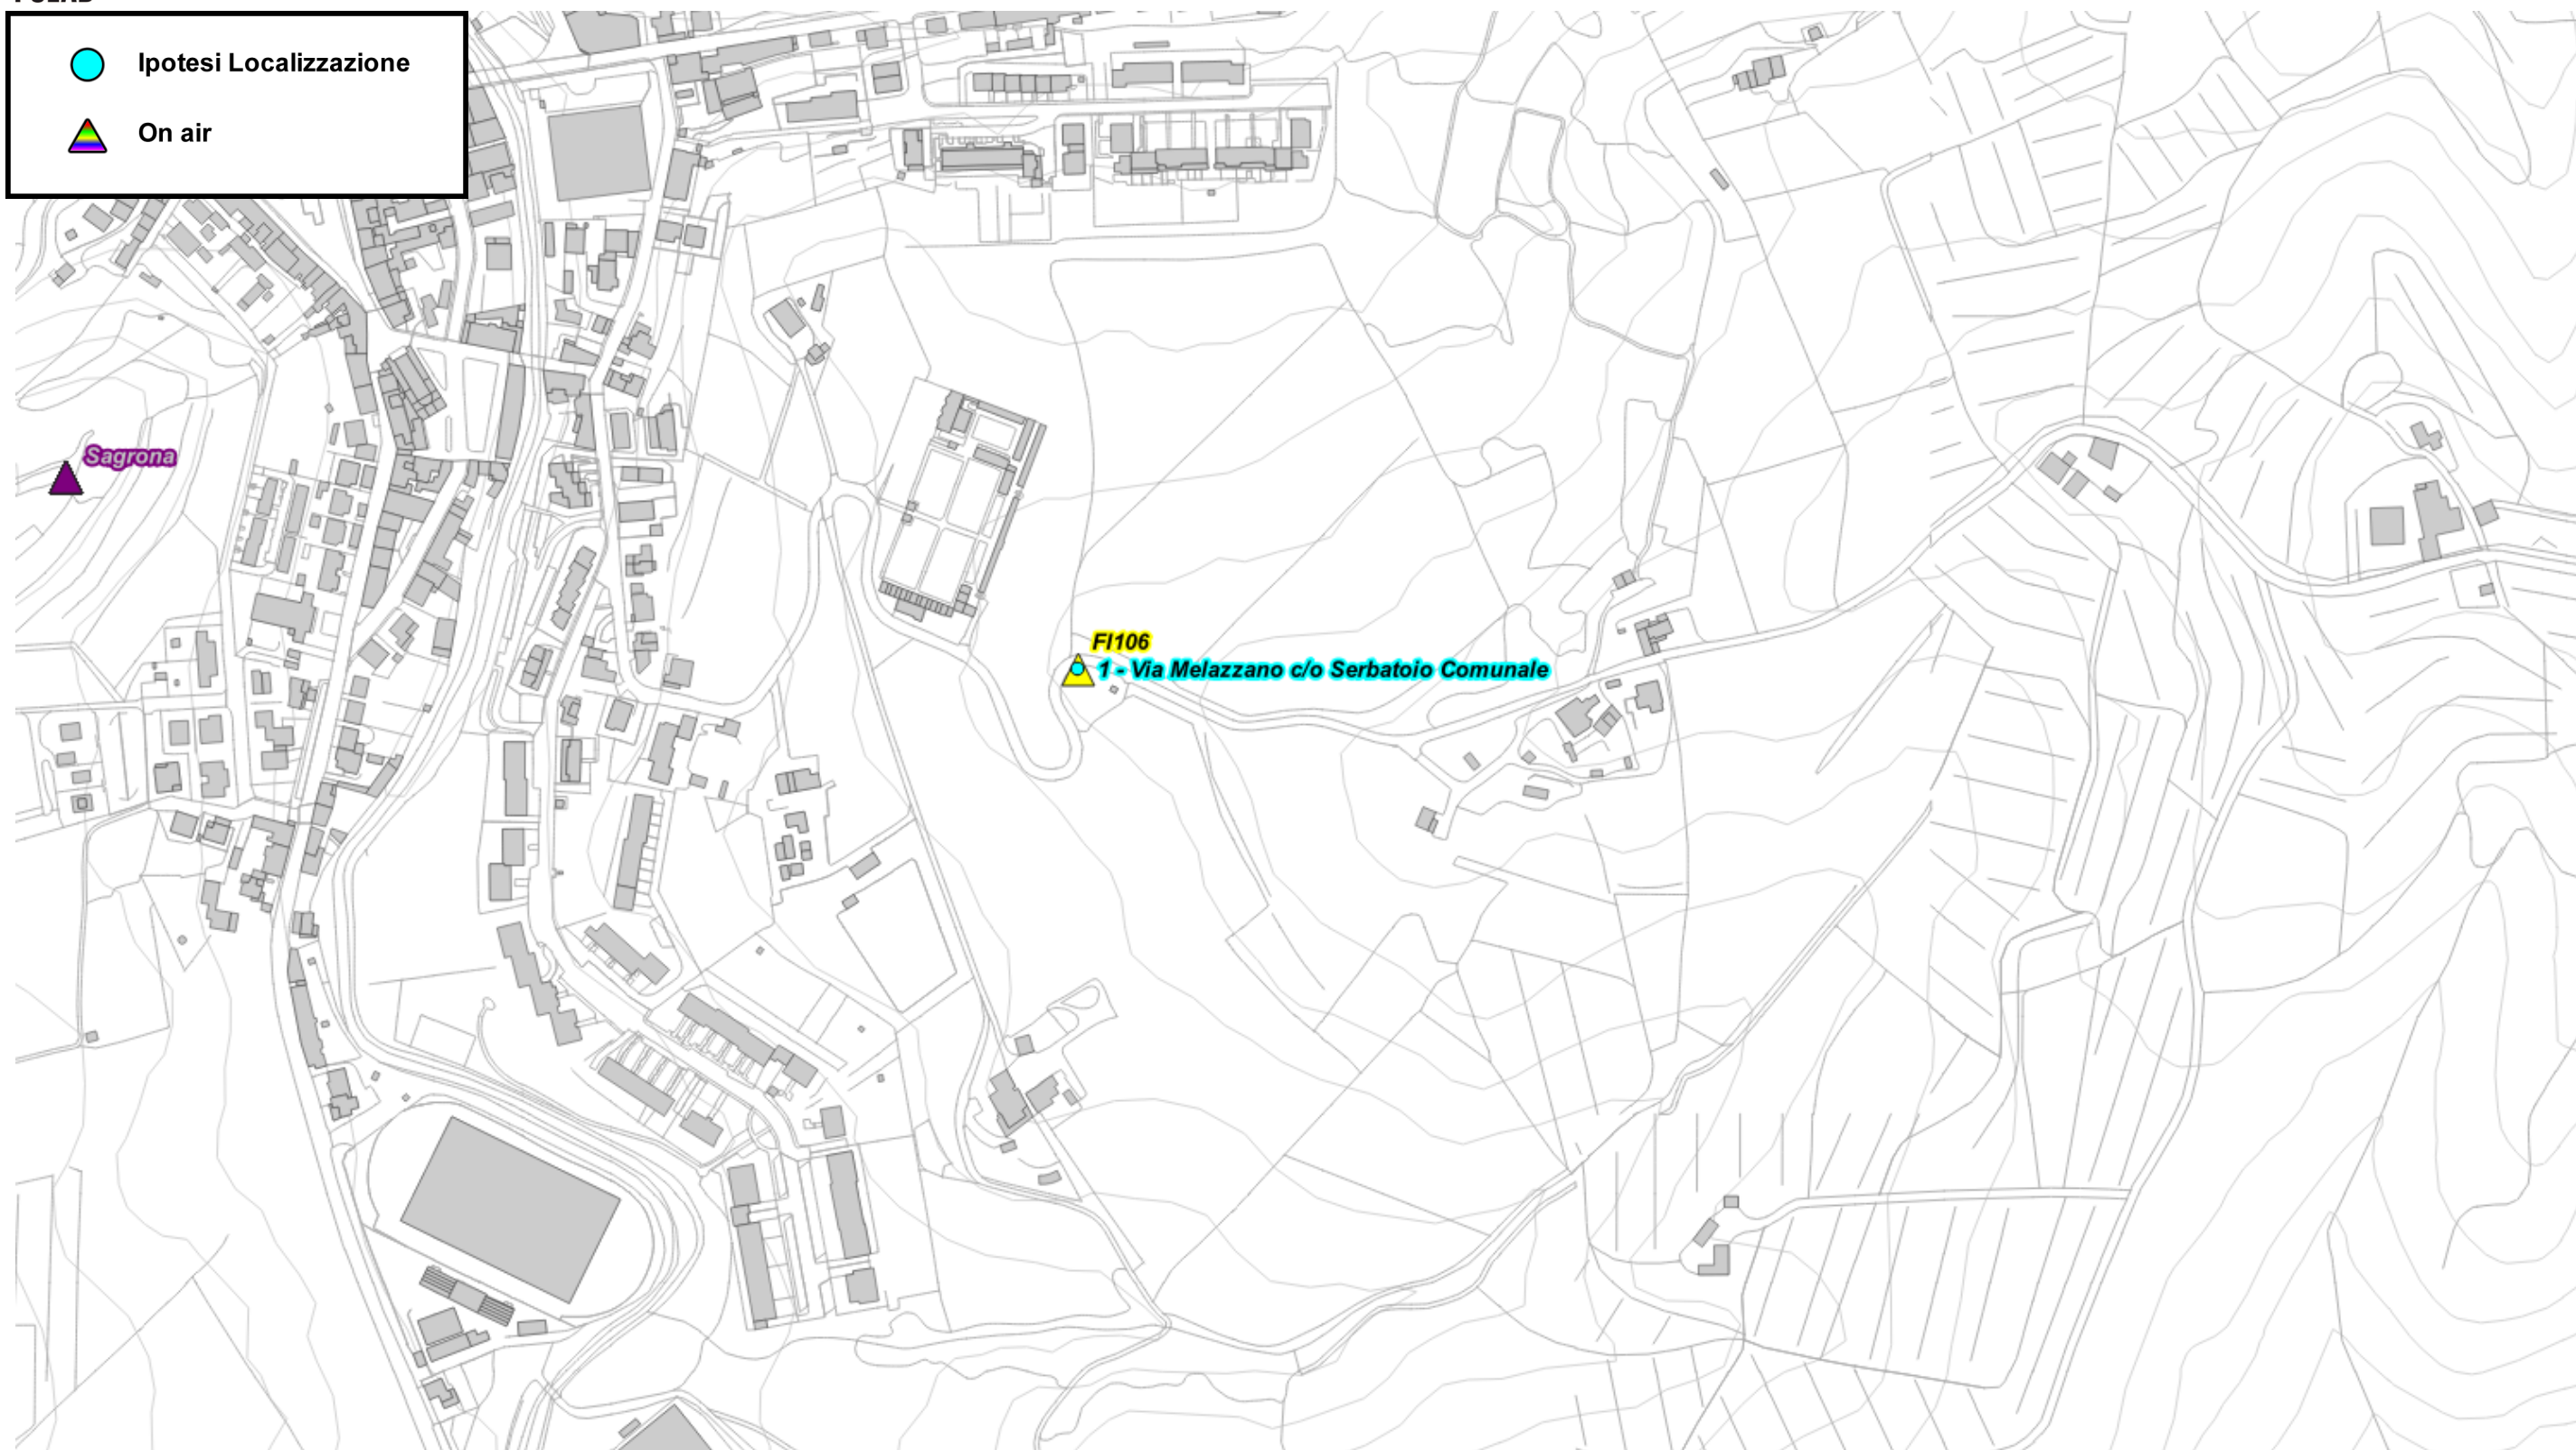 Ipotesi Localizzazione
On air
Sagrona
FI106
1 - Via Melazzano c/o Serbatoio Comunale